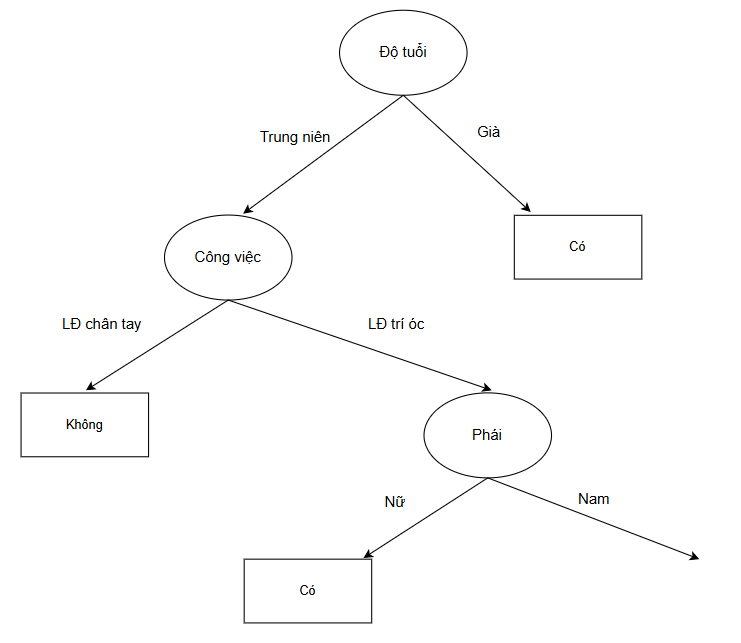 Độ tuổi
Trung niên
Già
Công việc
Có
LĐ chân tay
LĐ trí óc
Không
Phái
Nữ
Nam
Có